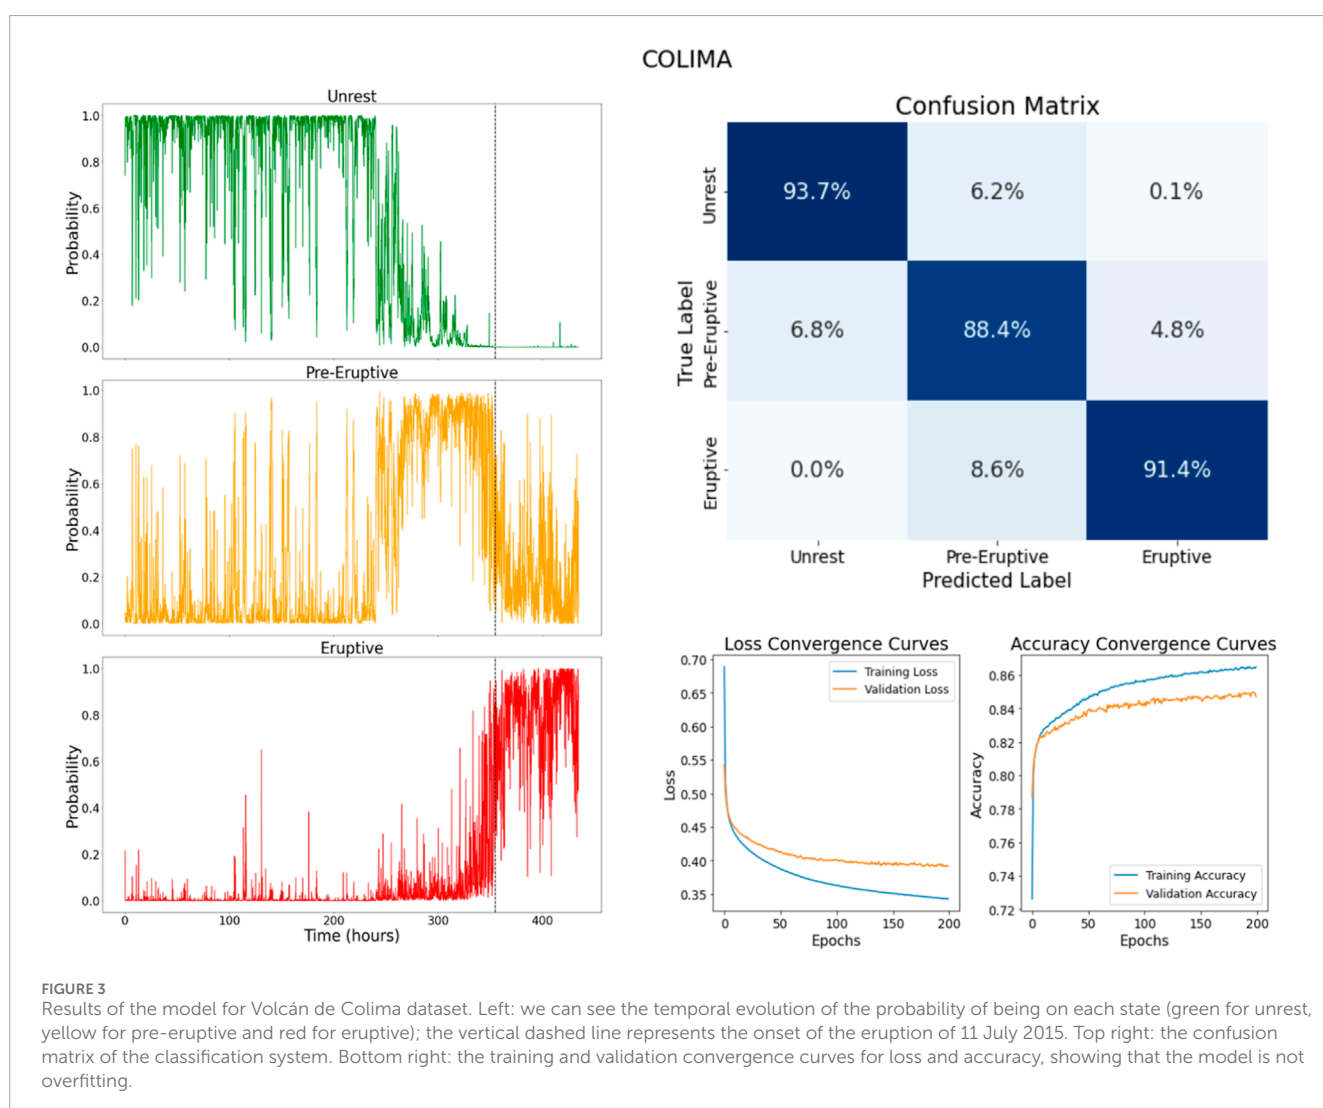 COLIMA
Unrest
1.0
0.8
0.6
0.4
0.2
0.0
Probability
Pre-Eruptive
1.0
0.8
0.6
0.4
0.2
0.0
Probability
Eruptive
1.0
0.8
0.6
0.4
0.2
0.0
Probability
0 100 200 300 400
Time (hours)
Confusion Matrix
Unrest 93.7% 6.2% 0.1%
Pre-Eruptive 6.8% 88.4% 4.8%
Eruptive 0.0% 8.6% 91.4%
True Label
Unrest Pre-Eruptive Eruptive
Predicted Label
Loss Convergence Curves
Training Loss
Validation Loss
0.70
0.65
0.60
0.55
0.50
0.45
0.40
0.35
Loss
0 50 100 150 200
Epochs
Accuracy Convergence Curves
0.86
0.84
0.82
0.80
0.78
0.76
0.74
0.72
Accuracy
Training Accuracy
Validation Accuracy
0 50 100 150 200
Epochs
FIGURE 3
Results of the model for Volcán de Colima dataset. Left: we can see the temporal evolution of the probability of being on each state (green for unrest,
yellow for pre-eruptive and red for eruptive); the vertical dashed line represents the onset of the eruption of 11 July 2015. Top right: the confusion
matrix of the classification system. Bottom right: the training and validation convergence curves for loss and accuracy, showing that the model is not
overfitting.